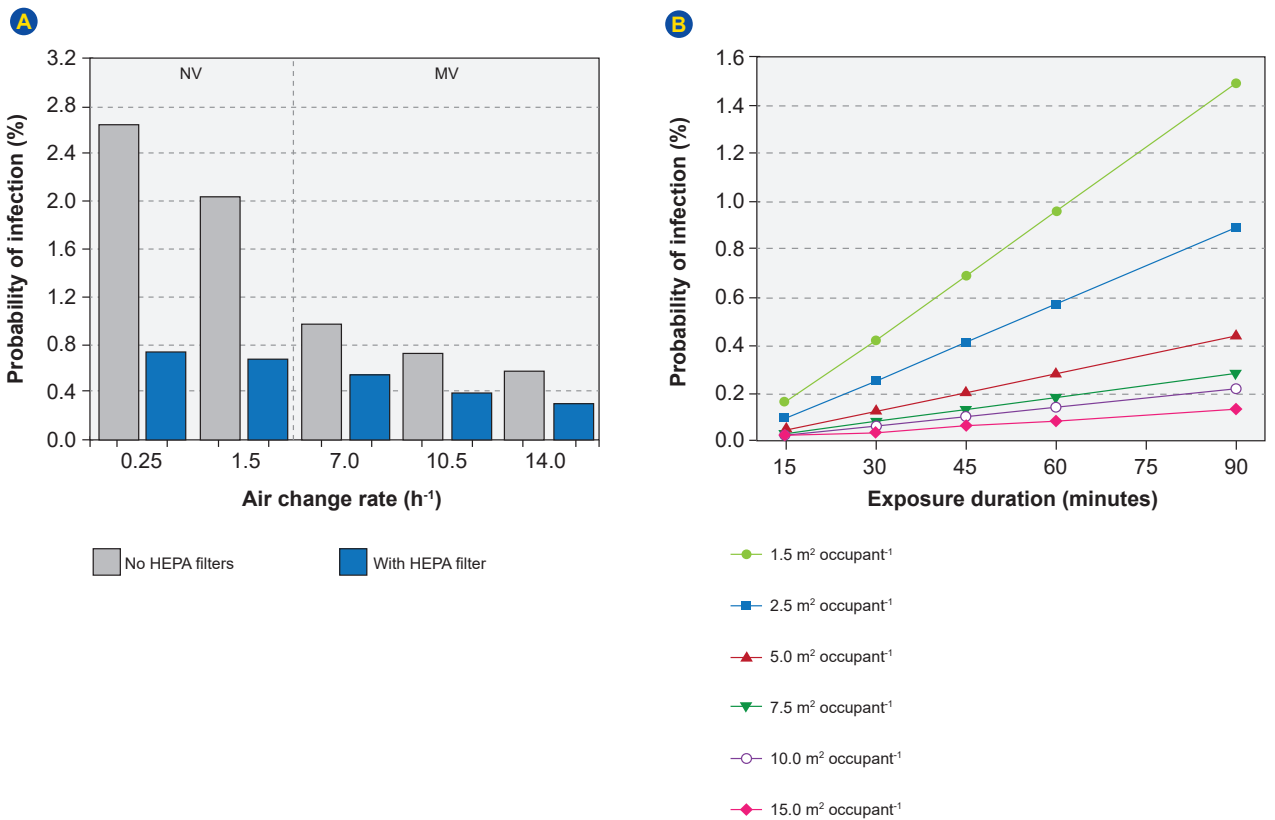 A
3.2
2.8
2.4
2.0
1.6
1.2
0.8
0.4
0.0
Probability of infection (%)
NV MV
0.25 1.5 7.0 10.5 14.0
Air change rate (h⁻¹)
No HEPA filters With HEPA filter
B
1.6
1.4
1.2
1.0
0.8
0.6
0.4
0.2
0.0
Probability of infection (%)
15 30 45 60 75 90
Exposure duration (minutes)
1.5 m² occupant⁻¹
2.5 m² occupant⁻¹
5.0 m² occupant⁻¹
7.5 m² occupant⁻¹
10.0 m² occupant⁻¹
15.0 m² occupant⁻¹